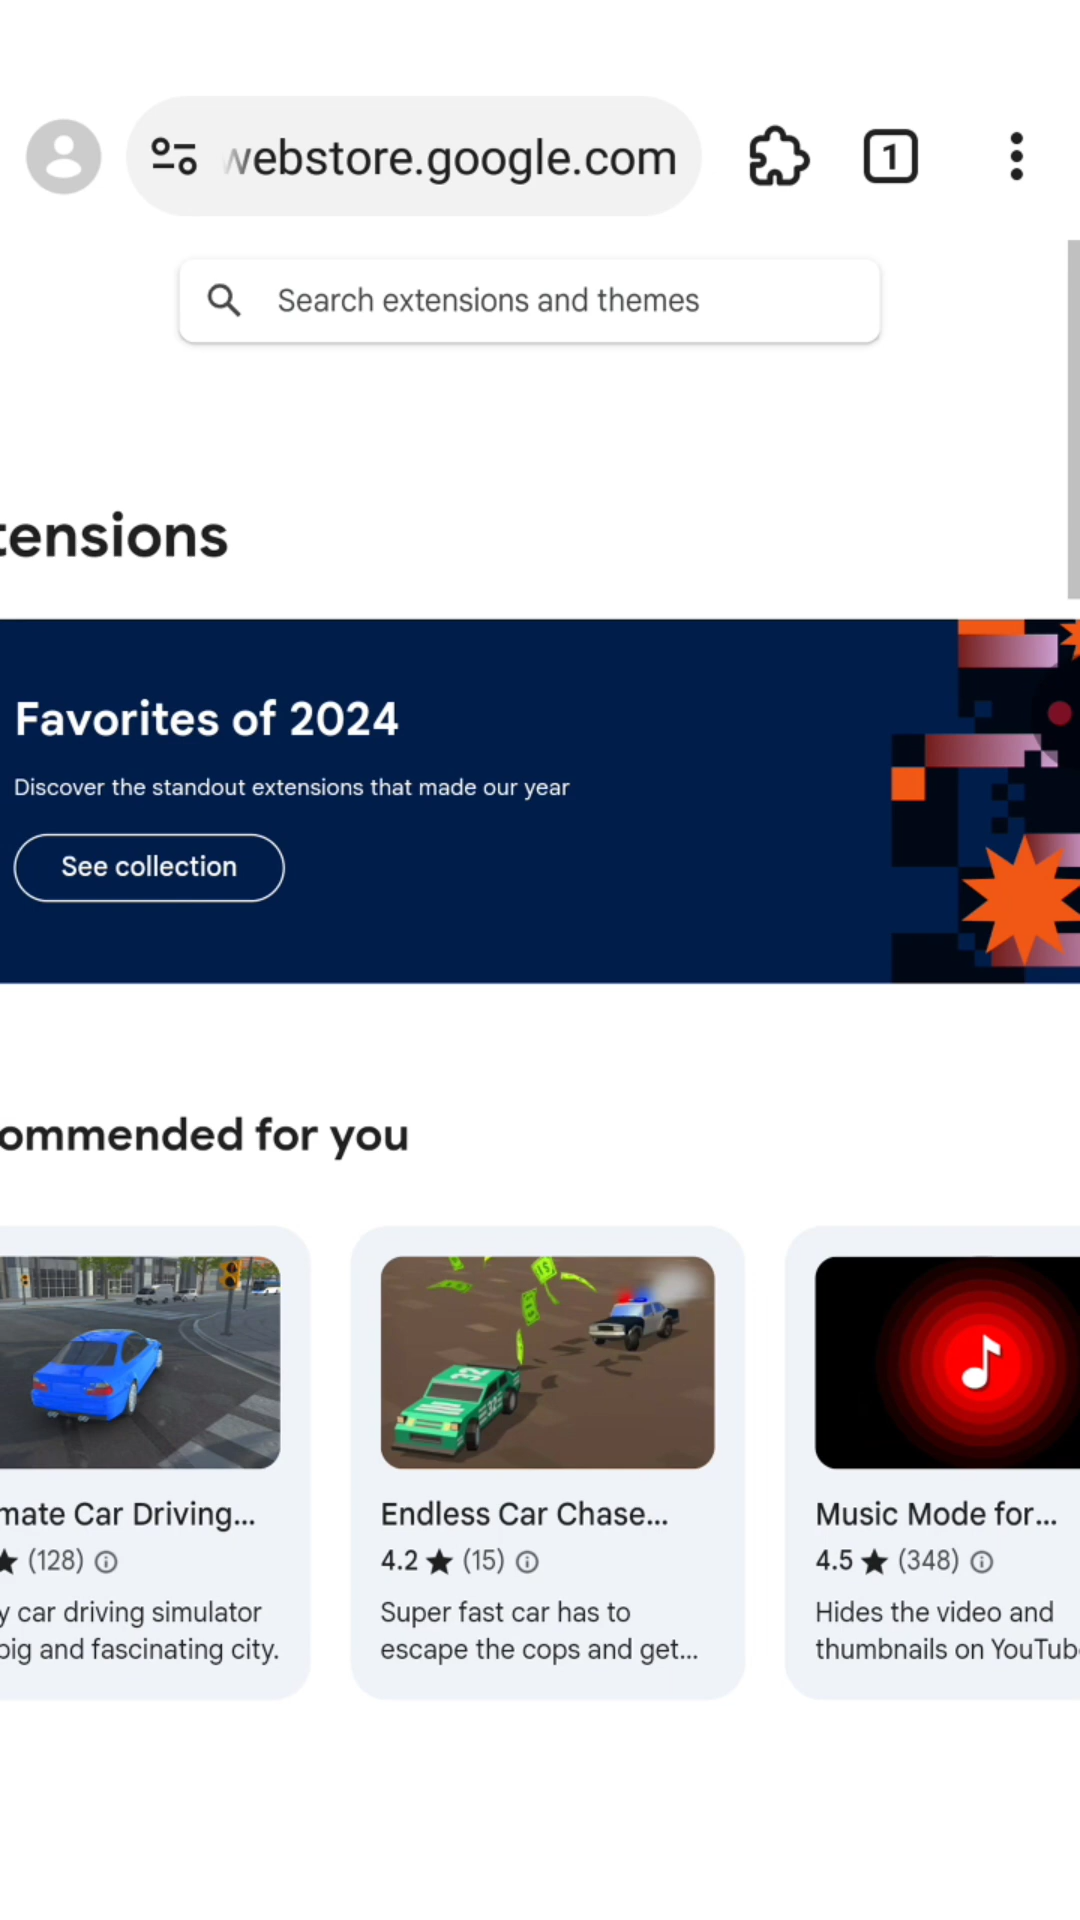 webstore.google.com
1
Search extensions and themes
tensions
Favorites of 2024
Discover the standout extensions that made our year
See collection
ommended for you
32
32
$
mate Car Driving...
(128)
y car driving simulator
big and fascinating city.
Endless Car Chase...
4.2 ★ (15)
Super fast car has to
escape the cops and get...
Music Mode for...
4.5 ★ (348)
Hides the video and
thumbnails on YouTub